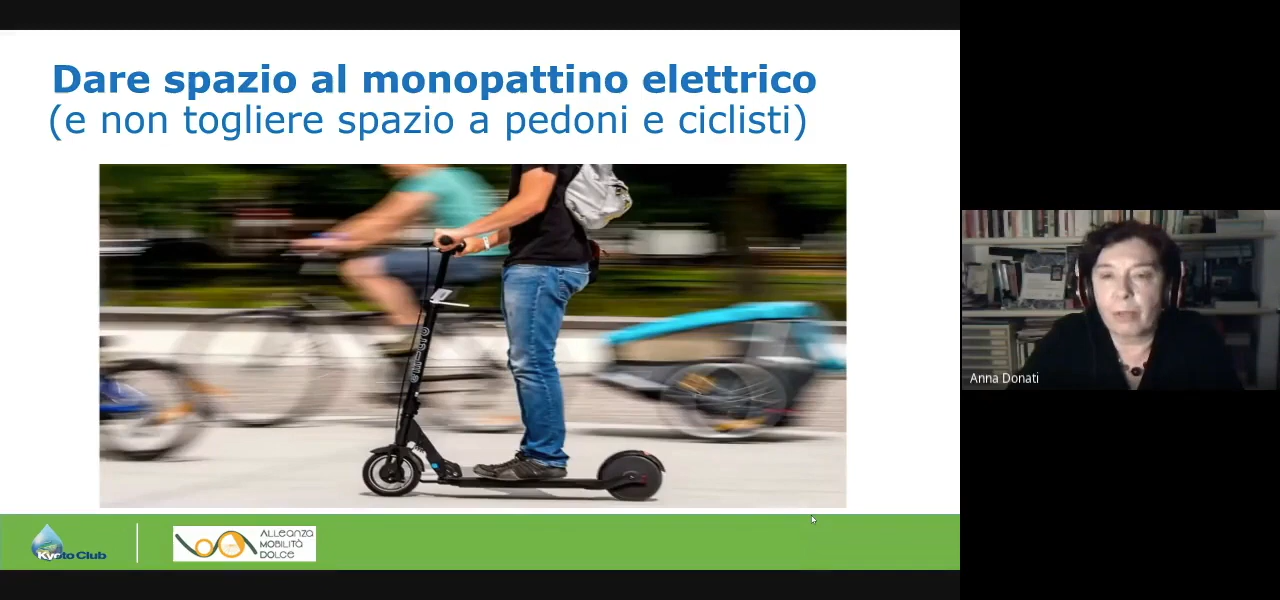 Dare spazio al monopattino elettrico
(e non togliere spazio a pedoni e ciclisti)
Anna Donati
Kyoto Club
ALLEANZA
MOBILITÀ
DOLCE